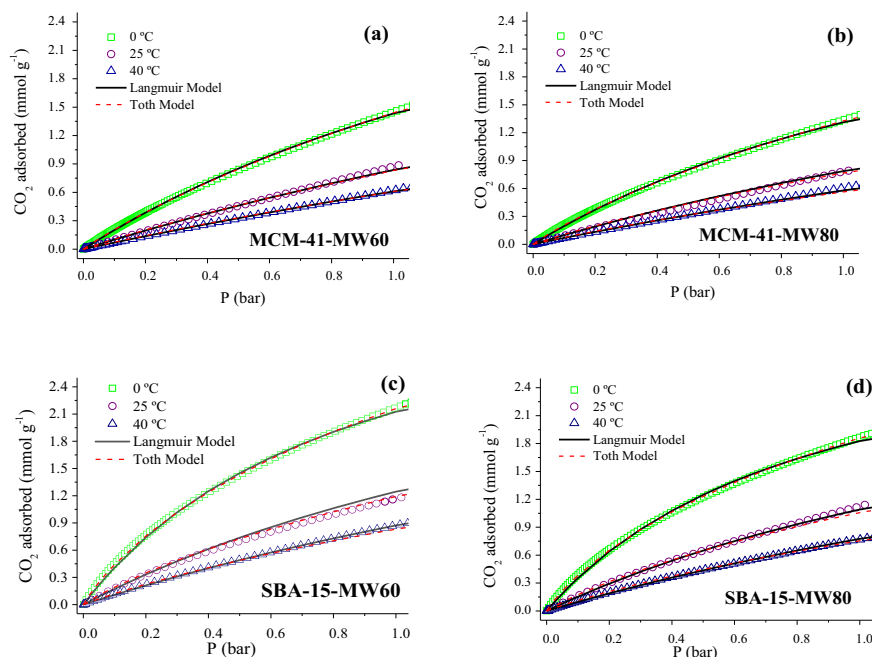 (a)
2.4
2.1
1.8
1.5
1.2
0.9
0.6
0.3
0.0
CO2 adsorbed (mmol g-1)
0 ºC
25 ºC
40 ºC
Langmuir Model
Toth Model
MCM-41-MW60
0.0 0.2 0.4 0.6 0.8 1.0
P (bar)
(b)
2.4
2.1
1.8
1.5
1.2
0.9
0.6
0.3
0.0
CO2 adsorbed (mmol g-1)
0 ºC
25 ºC
40 ºC
Langmuir Model
Toth Model
MCM-41-MW80
0.0 0.2 0.4 0.6 0.8 1.0
P (bar)
(c)
2.4
2.1
1.8
1.5
1.2
0.9
0.6
0.3
0.0
CO2 adsorbed (mmol g-1)
0 ºC
25 ºC
40 ºC
Langmuir Model
Toth Model
SBA-15-MW60
0.0 0.2 0.4 0.6 0.8 1.0
P (bar)
(d)
2.4
2.1
1.8
1.5
1.2
0.9
0.6
0.3
0.0
CO2 adsorbed (mmol g-1)
0 ºC
25 ºC
40 ºC
Langmuir Model
Toth Model
SBA-15-MW80
0.0 0.2 0.4 0.6 0.8 1.0
P (bar)